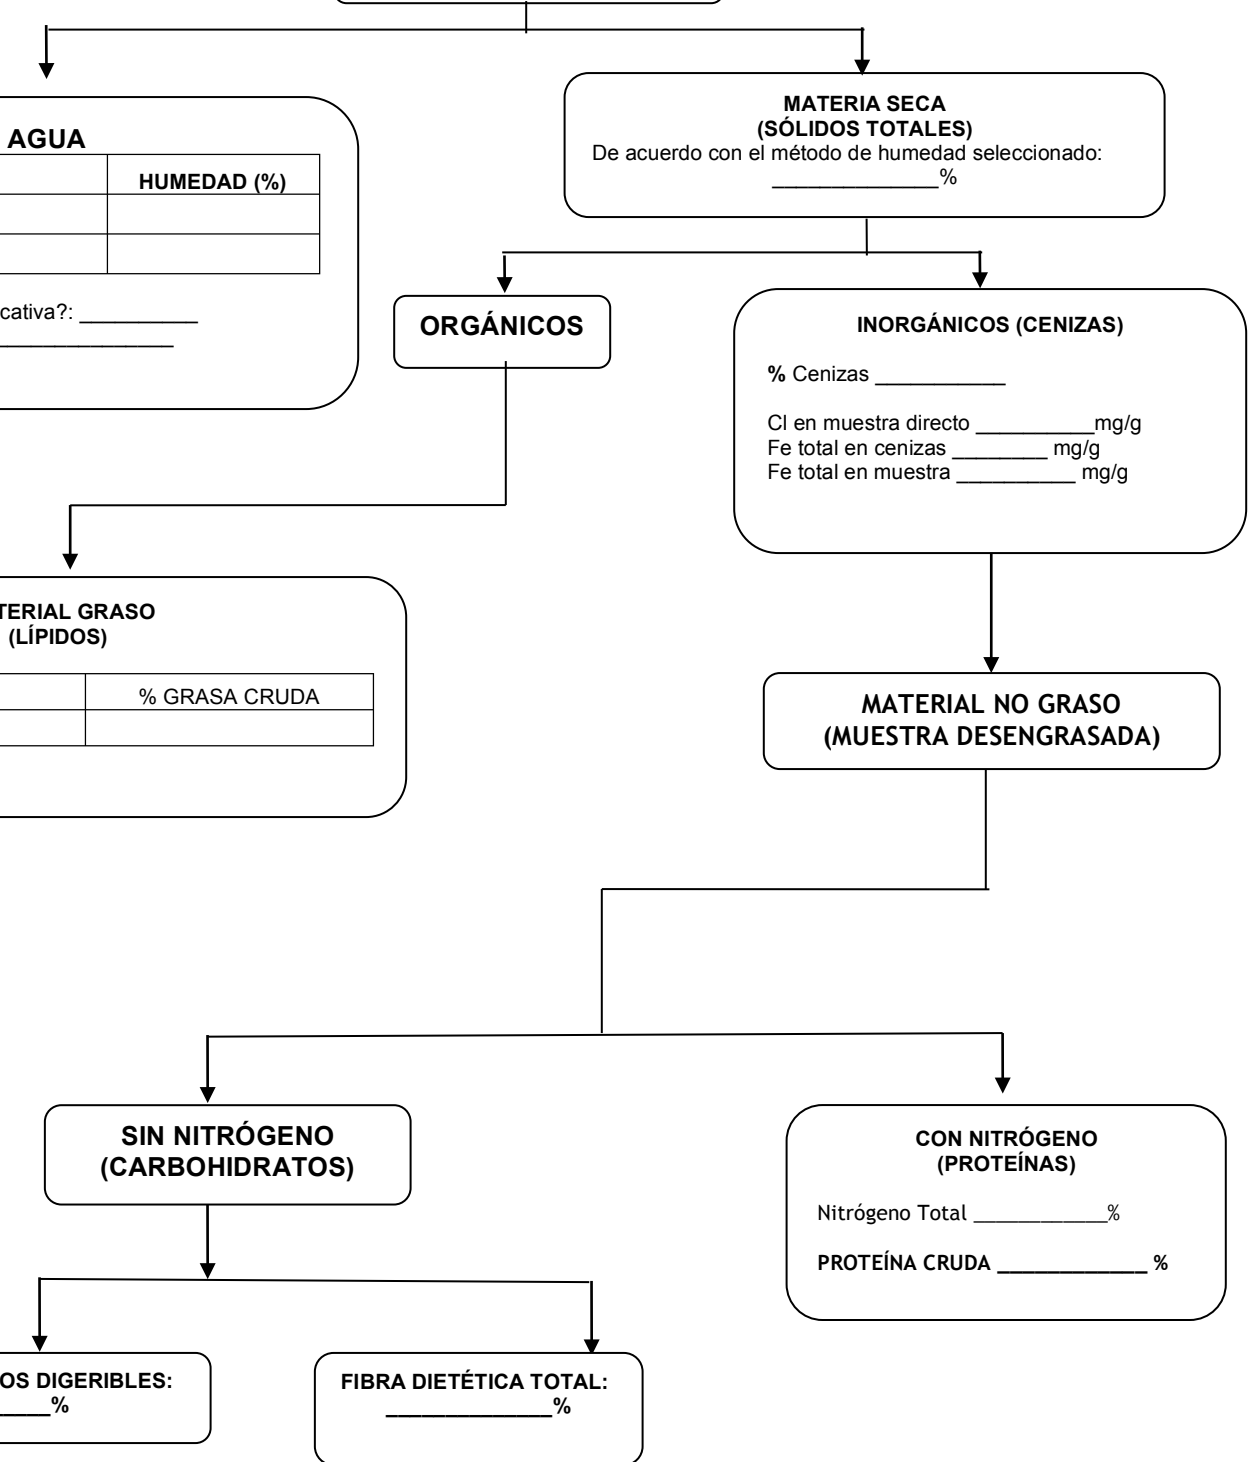 AGUA
HUMEDAD (%)
cativa?: __________
_______________
MATERIA SECA
(SÓLIDOS TOTALES)
De acuerdo con el método de humedad seleccionado:
______________%
ORGÁNICOS
INORGÁNICOS (CENIZAS)
% Cenizas ___________
Cl en muestra directo __________mg/g
Fe total en cenizas ________ mg/g
Fe total en muestra __________ mg/g
TERIAL GRASO
(LÍPIDOS)
% GRASA CRUDA
MATERIAL NO GRASO
(MUESTRA DESENGRASADA)
SIN NITRÓGENO
(CARBOHIDRATOS)
CON NITRÓGENO
(PROTEÍNAS)
Nitrógeno Total ____________%
PROTEÍNA CRUDA _____________ %
OS DIGERIBLES:
____%
FIBRA DIETÉTICA TOTAL:
______________%